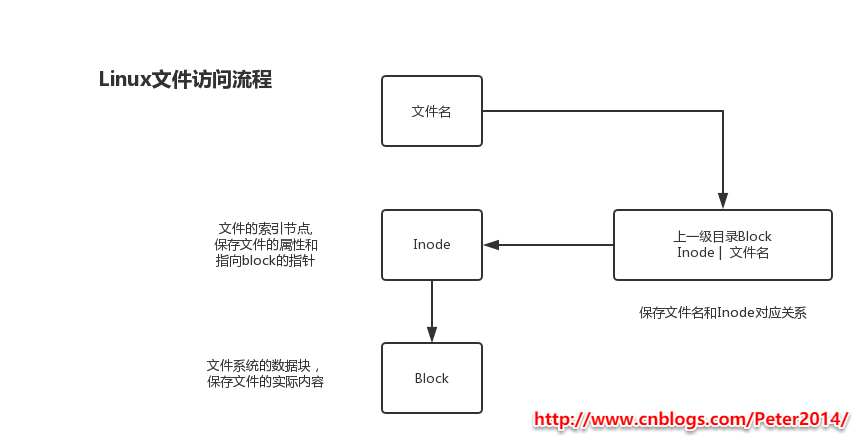 Linux文件访问流程
文件名
文件的索引节点,
保存文件的属性和
指向block的指针
Inode
上一级目录Block
Inode | 文件名
保存文件名和Inode对应关系
文件系统的数据块，
保存文件的实际内容
Block
http://www.cnblogs.com/Peter2014/